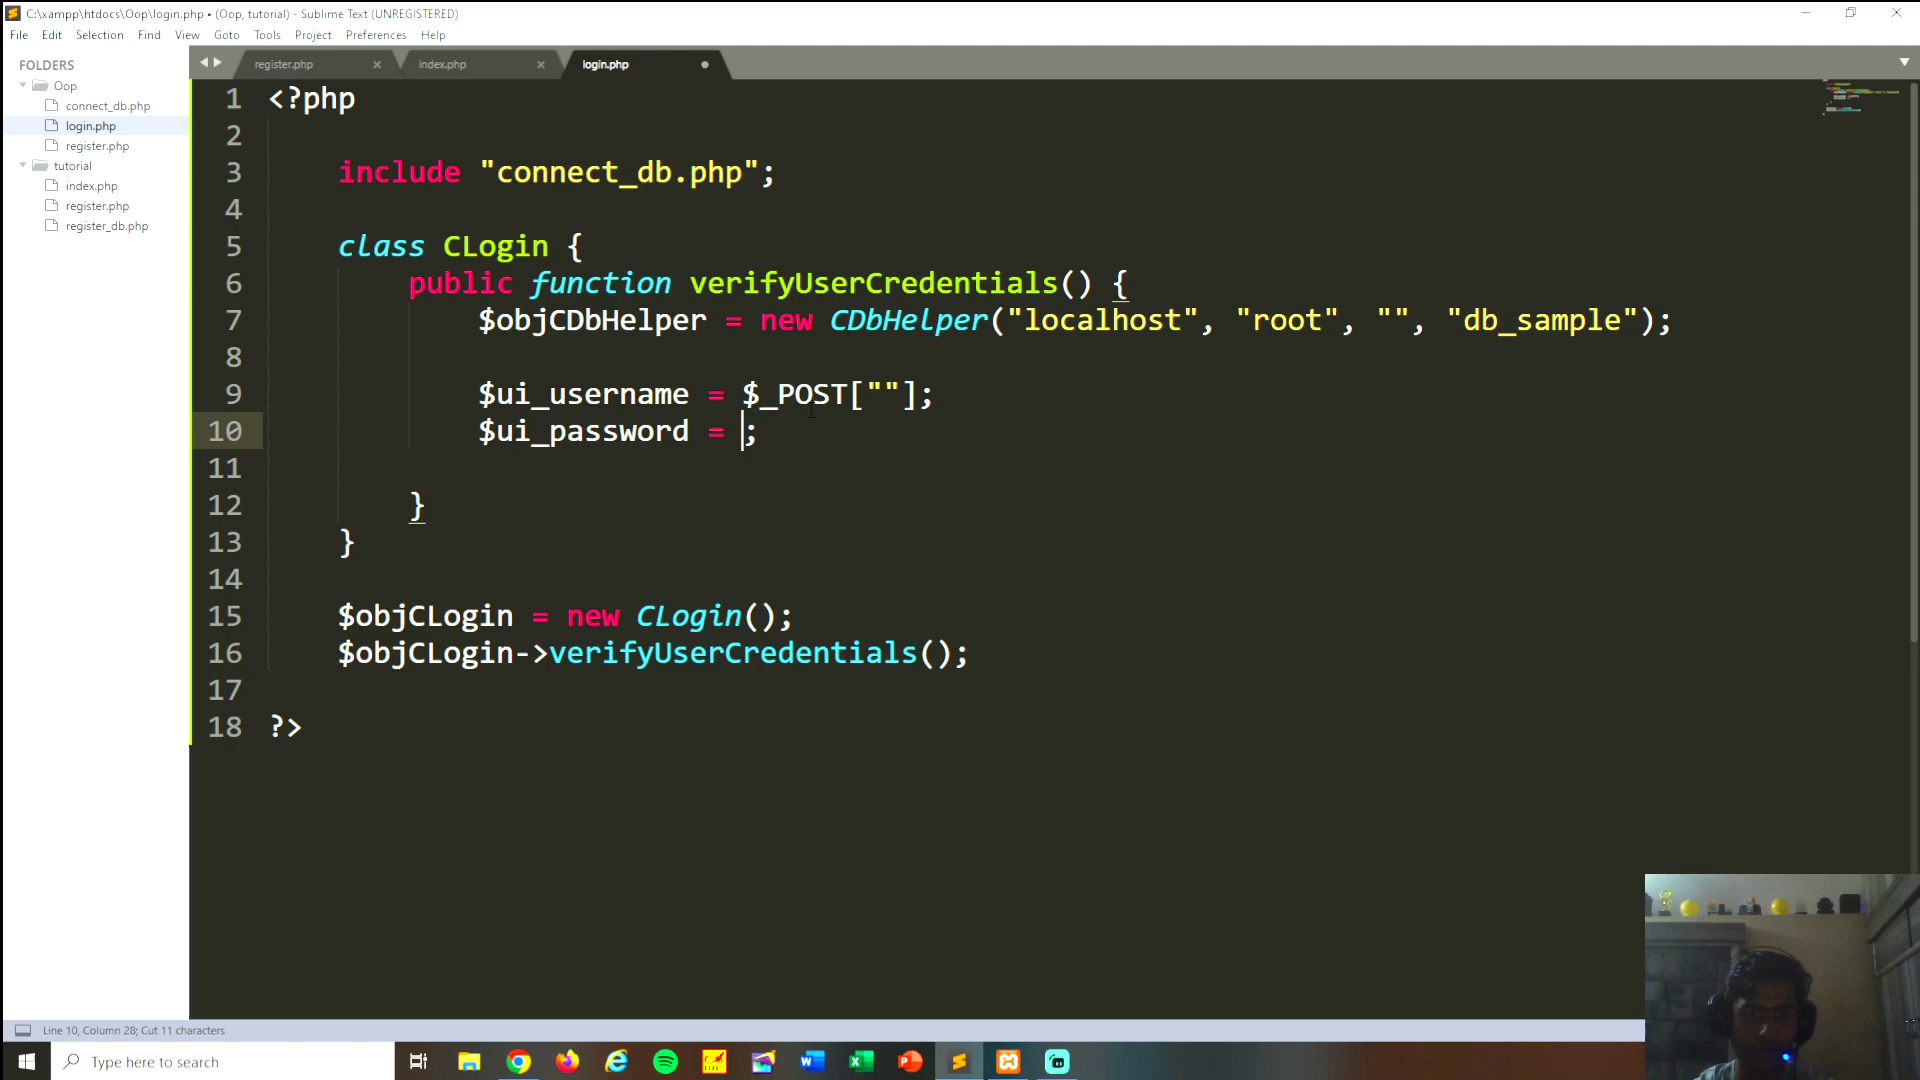 C:\xampp\htdocs\Oop\login.php • (Oop, tutorial) - Sublime Text (UNREGISTERED)
File Edit Selection Find View Goto Tools Project Preferences Help
FOLDERS
Oop
connect_db.php
login.php
register.php
tutorial
index.php
register.php
register_db.php
register.php × index.php × login.php
1 <?php
2
3 include "connect_db.php";
4
5 class CLogin {
6 public function verifyUserCredentials() {
7 $objCDbHelper = new CDbHelper("localhost", "root", "", "db_sample");
8
9 $ui_username = $_POST[""];
10 $ui_password = ;
11
12 }
13 }
14
15 $objCLogin = new CLogin();
16 $objCLogin->verifyUserCredentials();
17
18 ?>
Line 10, Column 28; Cut 11 characters
Type here to search